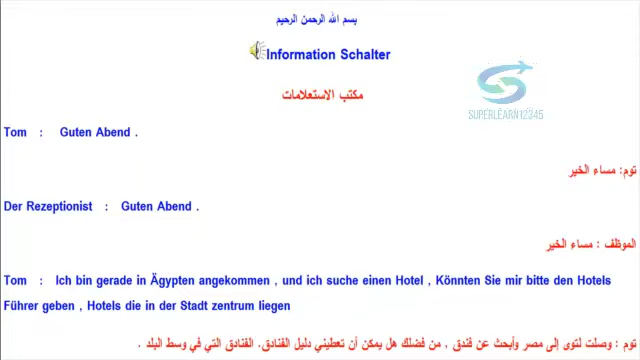 بسم الله الرحمن الرحيم
Information Schalter
مكتب الاستعلامات
SUPERLEARN12345
Tom : Guten Abend .
توم: مساء الخير
Der Rezeptionist : Guten Abend .
الموظف : مساء الخير
Tom : Ich bin gerade in Ägypten angekommen , und ich suche einen Hotel , Könnten Sie mir bitte den Hotels
Führer geben , Hotels die in der Stadt zentrum liegen
توم : وصلت لتوى إلى مصر وأبحث عن فندق , من فضلك هل يمكن أن تعطيني دليل الفنادق. الفنادق التي في وسط البلد .